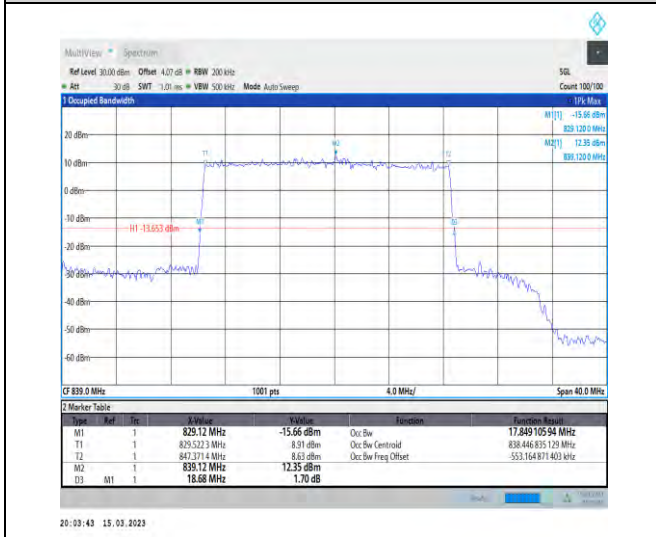 MultiView Spectrum
Ref Level 30.00 dBm Offset 4.07 dB RBW 200 kHz SGL
Att 30 dB SWT 1.01 ms VBW 500 kHz Mode Auto Sweep Count 100/100
1 Occupied Bandwidth 1Pk Max
M1[1] -15.66 dBm
829.120 0 MHz
20 dBm
M2[1] 12.35 dBm
839.120 0 MHz
T1 M2 T2
10 dBm
0 dBm
-10 dBm
M1 D3
H1 -13.653 dBm
-20 dBm
-30 dBm
-40 dBm
-50 dBm
-60 dBm
CF 839.0 MHz 1001 pts 4.0 MHz/ Span 40.0 MHz
2 Marker Table
Type Ref Trc X-Value Y-Value Function Function Result
M1 1 829.12 MHz -15.66 dBm Occ Bw 17.849 105 94 MHz
T1 1 829.522 3 MHz 8.91 dBm Occ Bw Centroid 838.446 835 129 MHz
T2 1 847.371 4 MHz 8.63 dBm Occ Bw Freq Offset -553.164 871 403 kHz
M2 1 839.12 MHz 12.35 dBm
D3 M1 1 18.68 MHz 1.70 dB
20:03:43 15.03.2023